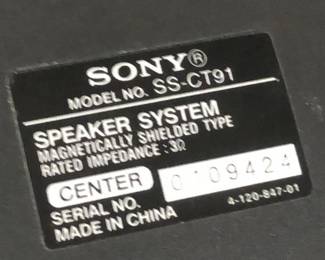 SONY®
MODEL NO. SS-CT91
SPEAKER SYSTEM
MAGNETICALLY SHIELDED TYPE
RATED IMPEDANCE : 3Ω
CENTER
SERIAL NO. 0109424
MADE IN CHINA 4-120-847-01